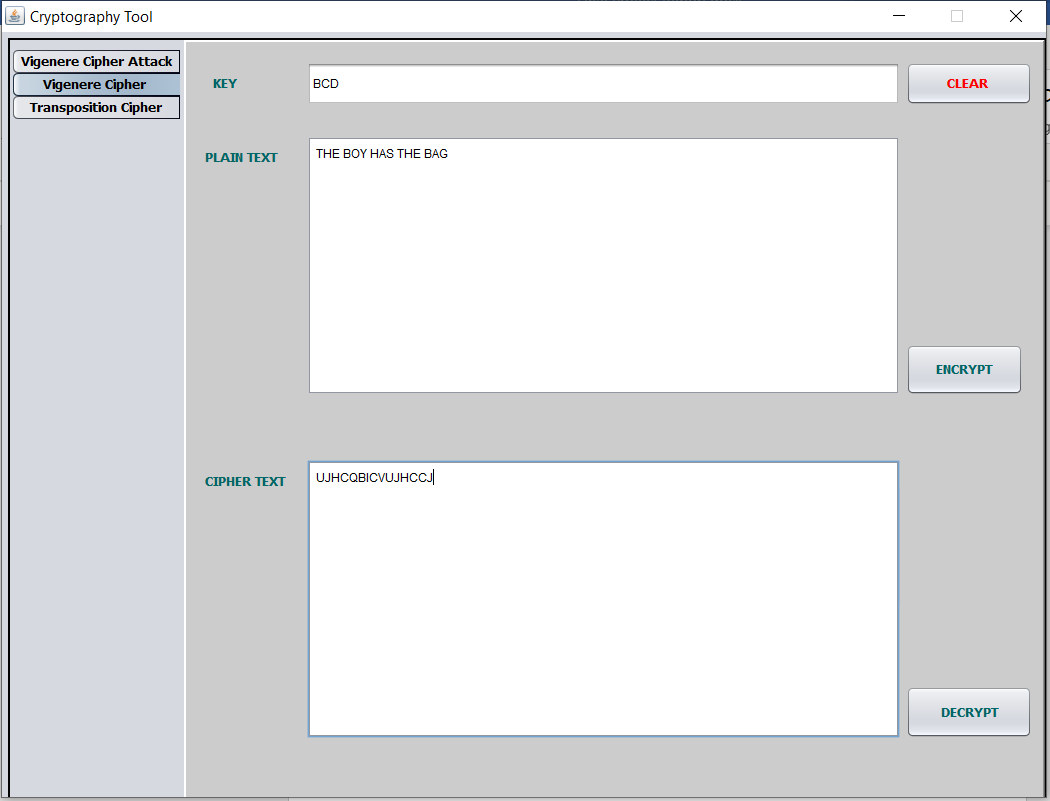 Cryptography Tool
Vigenere Cipher Attack
Vigenere Cipher
Transposition Cipher
KEY
BCD
CLEAR
PLAIN TEXT
THE BOY HAS THE BAG
ENCRYPT
CIPHER TEXT
UJHCQBICVUJHCCJ
DECRYPT